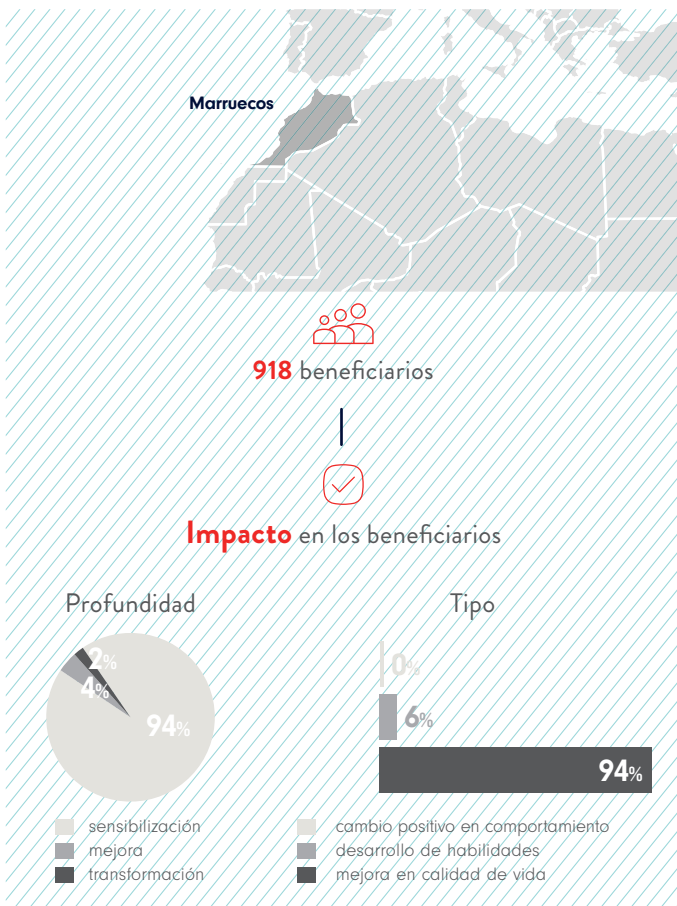 Marruecos
918 beneficiarios
Impacto en los beneficiarios
Profundidad
Tipo
2%
4%
94%
0%
6%
94%
sensibilización
mejora
transformación
cambio positivo en comportamiento
desarrollo de habilidades
mejora en calidad de vida